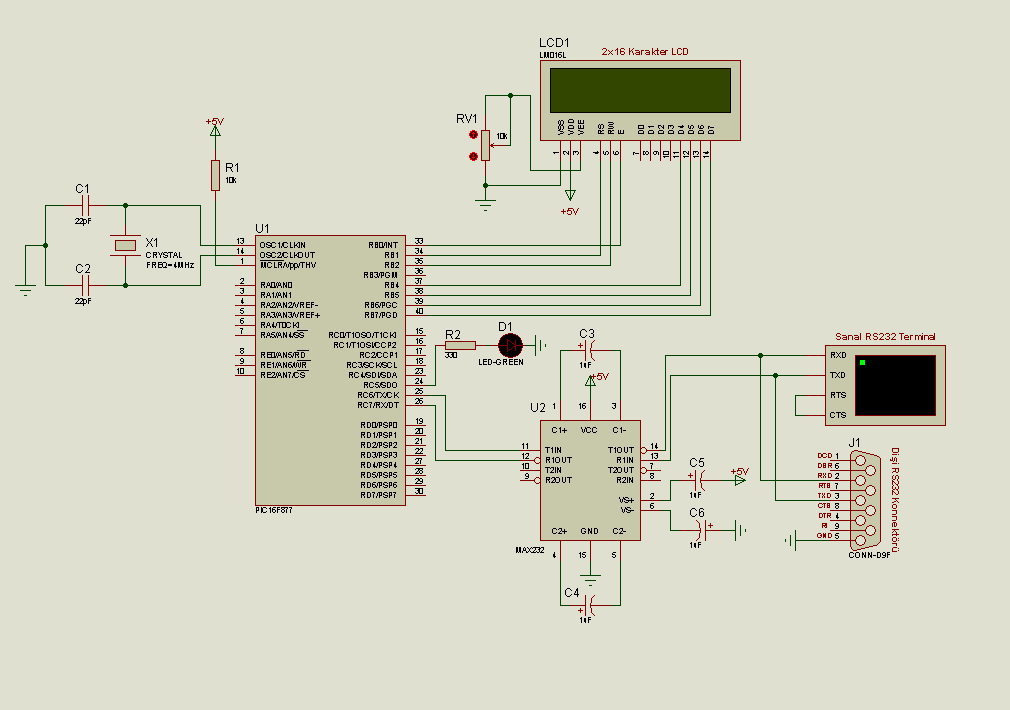 LCD1
LM016L
2x16 Karakter LCD
VSS VDD VEE RS RW E D0 D1 D2 D3 D4 D5 D6 D7
1 2 3 4 5 6 7 8 9 10 11 12 13 14
RV1
10k
+5V
+5V
R1
10k
C1
22pF
X1
CRYSTAL
FREQ=4MHz
C2
22pF
U1
13 OSC1/CLKIN
14 OSC2/CLKOUT
1 MCLR/Vpp/THV
2 RA0/AN0
3 RA1/AN1
4 RA2/AN2/VREF-
5 RA3/AN3/VREF+
6 RA4/T0CKI
7 RA5/AN4/SS
8 RE0/AN5/RD
9 RE1/AN6/WR
10 RE2/AN7/CS
RB0/INT 33
RB1 34
RB2 35
RB3/PGM 36
RB4 37
RB5 38
RB6/PGC 39
RB7/PGD 40
RC0/T1OSO/T1CKI 15
RC1/T1OSI/CCP2 16
RC2/CCP1 17
RC3/SCK/SCL 18
RC4/SDI/SDA 23
RC5/SDO 24
RC6/TX/CK 25
RC7/RX/DT 26
RD0/PSP0 19
RD1/PSP1 20
RD2/PSP2 21
RD3/PSP3 22
RD4/PSP4 27
RD5/PSP5 28
RD6/PSP6 29
RD7/PSP7 30
PIC16F877
R2
330
D1
LED-GREEN
C3
1uF
+5V
U2
1 16 3
C1+ VCC C1-
11 T1IN
12 R1OUT
10 T2IN
9 R2OUT
T1OUT 14
R1IN 13
T2OUT 7
R2IN 8
VS+ 2
VS- 6
C2+ GND C2-
4 15 5
MAX232
C4
1uF
C5
1uF
+5V
C6
1uF
Sanal RS232 Terminal
RXD
TXD
RTS
CTS
J1
DCD 1
DSR 6
RXD 2
RTS 7
TXD 3
CTS 8
DTR 4
RI 9
GND 5
CONN-D9F
Dişi RS232 Konnektörü